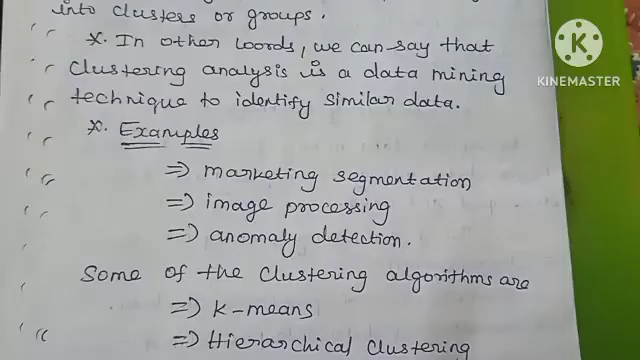 into clusters or groups.
*. In other words, we can say that
clustering analysis is a data mining
technique to identify similar data.
*. Examples
=> marketing segmentation
=> image processing
=> anomaly detection.
Some of the clustering algorithms are
=> K-means
=> Hierarchical clustering
K
KINEMASTER